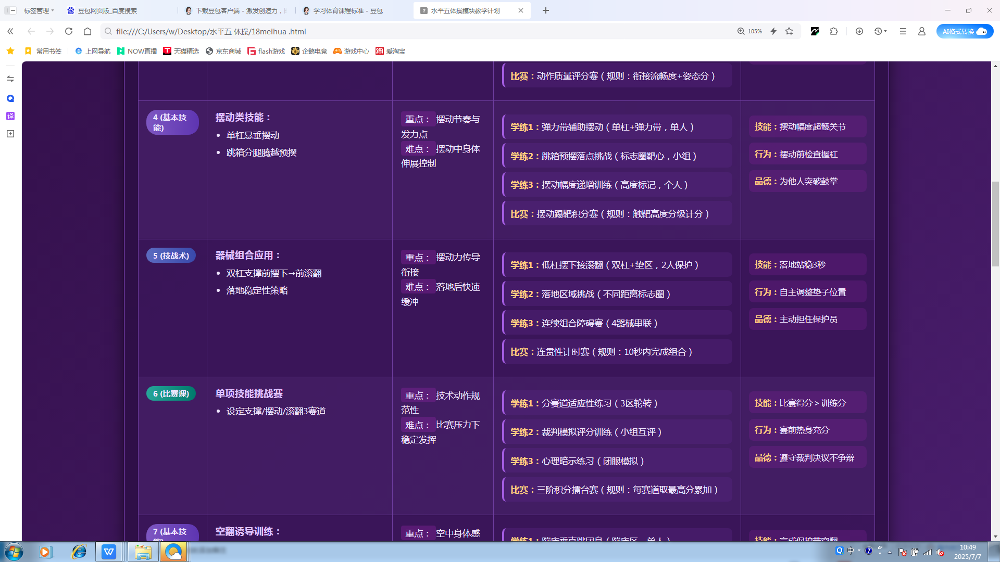 标签管理
豆包网页版_百度搜索
下载豆包客户端 - 激发创造力，
学习体育课程标准 - 豆包
水平五体操模块教学计划
file:///C:/Users/w/Desktop/水平五 体操/18meihua .html
105%
AI格式转换
常用书签
上网导航
NOW直播
天猫精选
京东商城
flash游戏
企鹅电竞
游戏中心
爱淘宝
译
比赛：动作质量评分赛（规则：衔接流畅度+姿态分）
4 (基本技
能)
摆动类技能：
单杠悬垂摆动
跳箱分腿腾越预摆
重点： 摆动节奏与
发力点
难点： 摆动中身体
伸展控制
学练1：弹力带辅助摆动（单杠+弹力带，单人）
学练2：跳箱预摆落点挑战（标志圈靶心，小组）
学练3：摆动幅度递增训练（高度标记，个人）
比赛：摆动踢靶积分赛（规则：触靶高度分级计分）
技能：摆动幅度超髋关节
行为：摆动前检查握杠
品德：为他人突破鼓掌
5 (技战术)
器械组合应用：
双杠支撑前摆下→前滚翻
落地稳定性策略
重点： 摆动力传导
衔接
难点： 落地后快速
缓冲
学练1：低杠摆下接滚翻（双杠+垫区，2人保护）
学练2：落地区域挑战（不同距离标志圈）
学练3：连续组合障碍赛（4器械串联）
比赛：连贯性计时赛（规则：10秒内完成组合）
技能：落地站稳3秒
行为：自主调整垫子位置
品德：主动担任保护员
6 (比赛课)
单项技能挑战赛
设定支撑/摆动/滚翻3赛道
重点： 技术动作规
范性
难点： 比赛压力下
稳定发挥
学练1：分赛道适应性练习（3区轮转）
学练2：裁判模拟评分训练（小组互评）
学练3：心理暗示练习（闭眼模拟）
比赛：三阶积分擂台赛（规则：每赛道取最高分累加）
技能：比赛得分＞训练分
行为：赛前热身充分
品德：遵守裁判决议不争辩
7 (基本技
空翻诱导训练：
重点： 空中身体感
学练1：蹦床垂直跳团身（蹦床区，单人）
技能：完成保护带空翻
中
10:49
2025/7/7